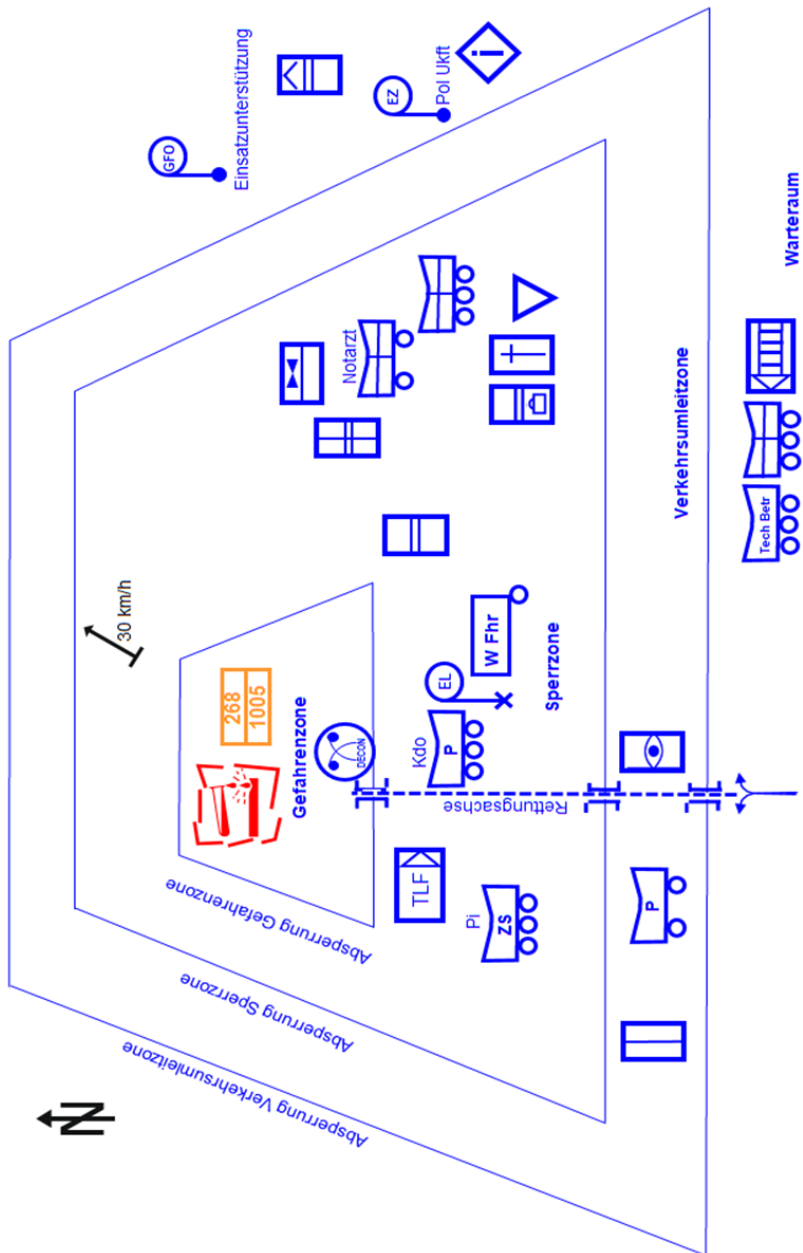 N
30 km/h
268
1005
Gefahrenzone
DECON
Absperrung Gefahrenzone
Absperrung Sperrzone
Absperrung Verkehrsumleitzone
GFO
Einsatzunterstützung
EZ
Pol Ukft
i
Notarzt
TLF
Pi
ZS
Kdo
P
EL
W Fhr
Sperrzone
Rettungsachse
P
Verkehrsumleitzone
Tech Betr
Warteraum